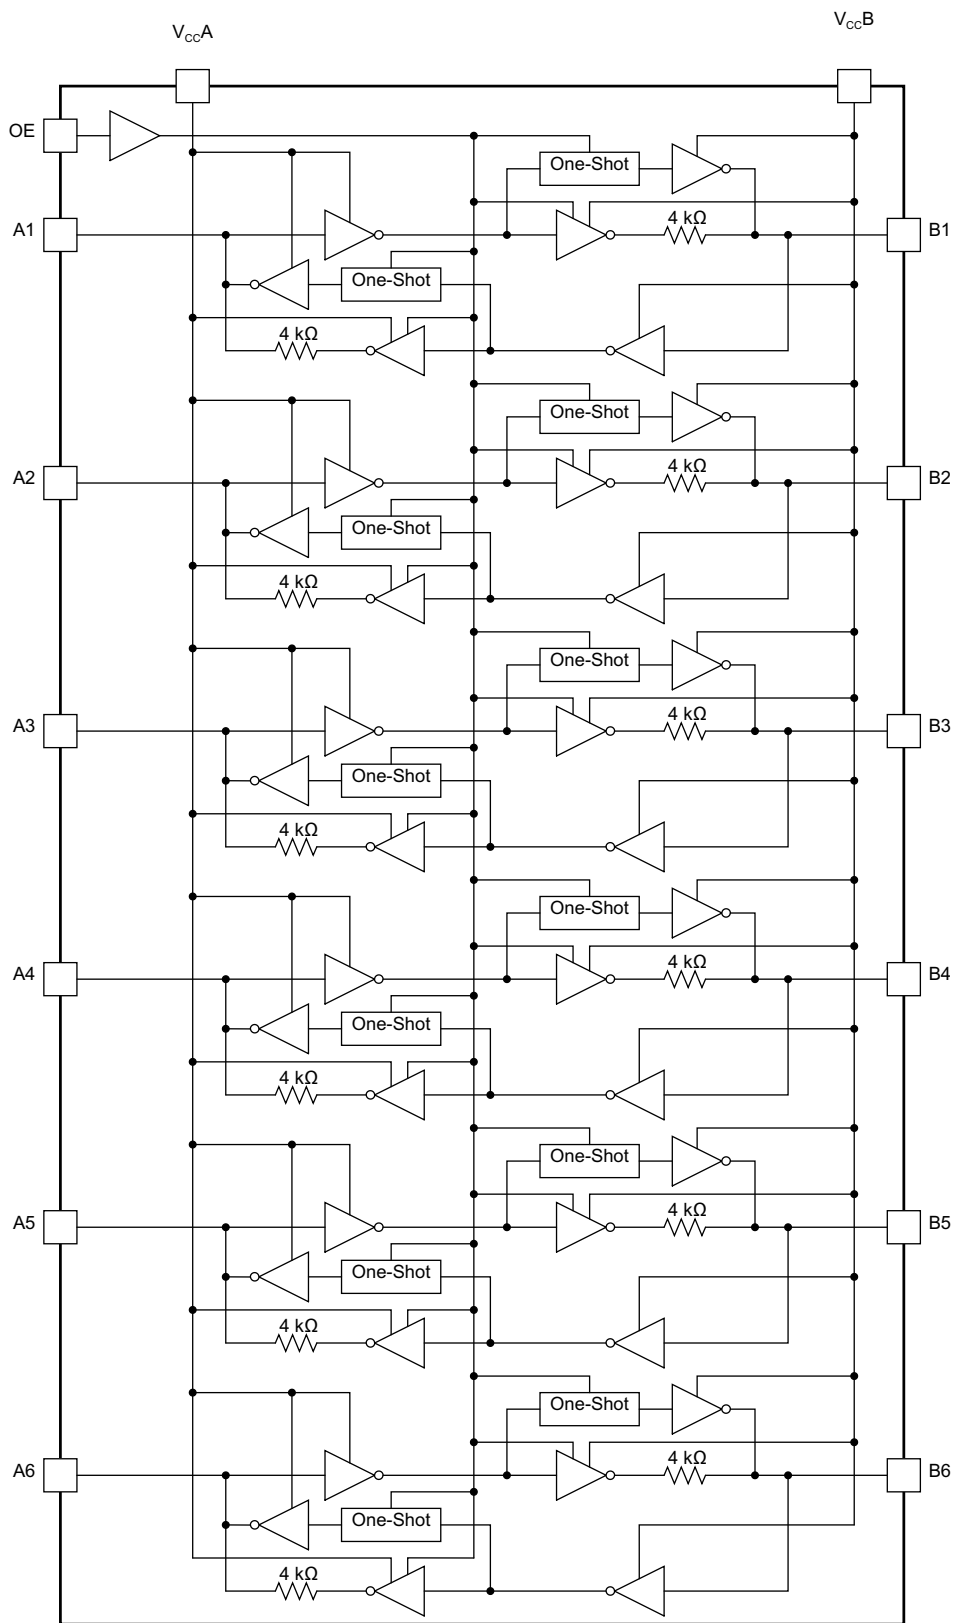 V_CCA V_CCB
OE
One-Shot
4 kΩ
A1 B1
One-Shot
4 kΩ
One-Shot
4 kΩ
A2 B2
One-Shot
4 kΩ
One-Shot
4 kΩ
A3 B3
One-Shot
4 kΩ
One-Shot
4 kΩ
A4 B4
One-Shot
4 kΩ
One-Shot
4 kΩ
A5 B5
One-Shot
4 kΩ
One-Shot
4 kΩ
A6 B6
One-Shot
4 kΩ